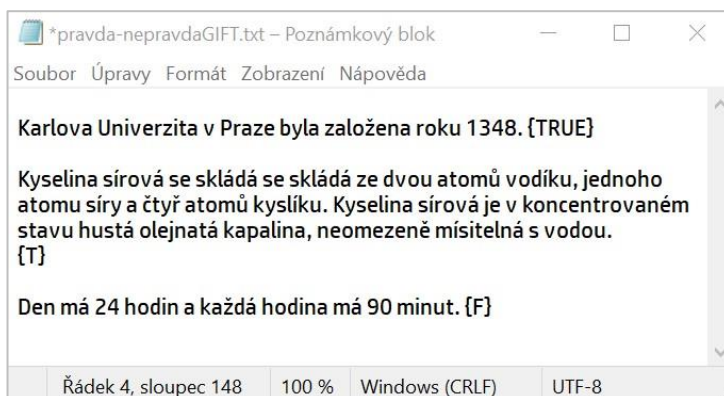 *pravda-nepravdaGIFT.txt – Poznámkový blok
Soubor Úpravy Formát Zobrazení Nápověda
Karlova Univerzita v Praze byla založena roku 1348. {TRUE}
Kyselina sírová se skládá se skládá ze dvou atomů vodíku, jednoho
atomu síry a čtyř atomů kyslíku. Kyselina sírová je v koncentrovaném
stavu hustá olejnatá kapalina, neomezeně mísitelná s vodou.
{T}
Den má 24 hodin a každá hodina má 90 minut. {F}
Řádek 4, sloupec 148 100 % Windows (CRLF) UTF-8